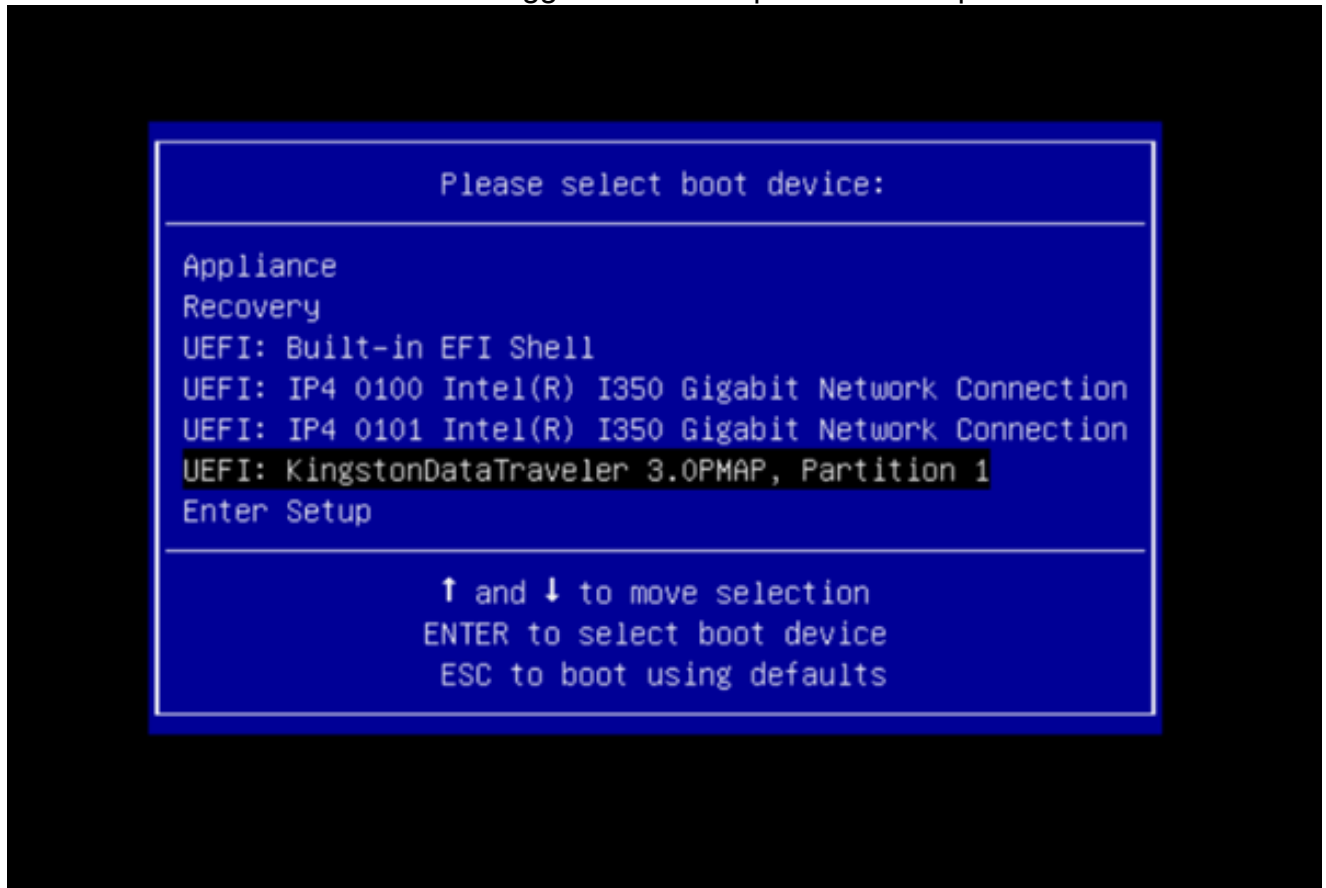 Please select boot device:
Appliance
Recovery
UEFI: Built-in EFI Shell
UEFI: IP4 0100 Intel(R) I350 Gigabit Network Connection
UEFI: IP4 0101 Intel(R) I350 Gigabit Network Connection
UEFI: KingstonDataTraveler 3.0PMAP, Partition 1
Enter Setup
↑ and ↓ to move selection
ENTER to select boot device
ESC to boot using defaults